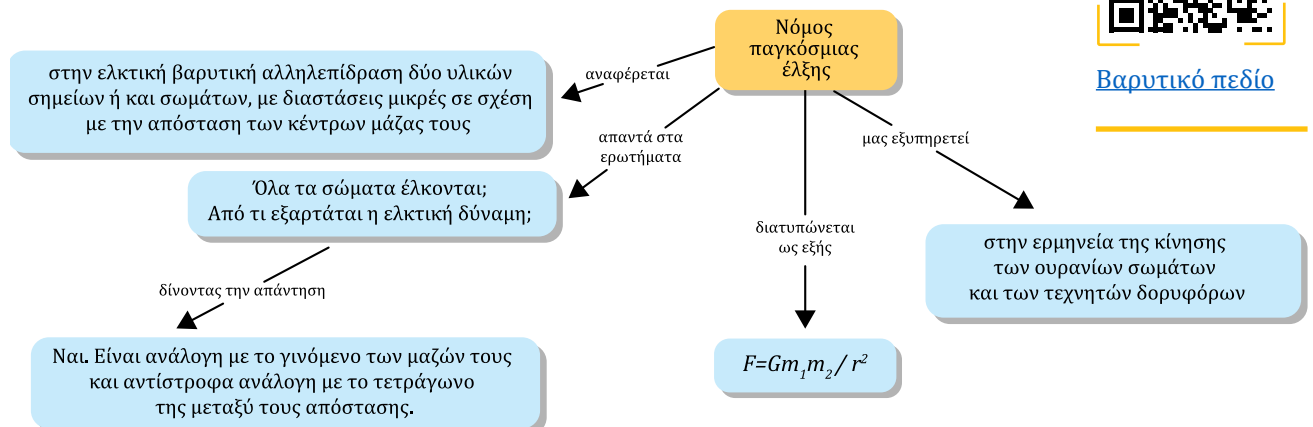 Νόμος
παγκόσμιας
έλξης
Βαρυτικό πεδίο
αναφέρεται
στην ελκτική βαρυτική αλληλεπίδραση δύο υλικών
σημείων ή και σωμάτων, με διαστάσεις μικρές σε σχέση
με την απόσταση των κέντρων μάζας τους
απαντά στα
ερωτήματα
Όλα τα σώματα έλκονται;
Από τι εξαρτάται η ελκτική δύναμη;
δίνοντας την απάντηση
Ναι. Είναι ανάλογη με το γινόμενο των μαζών τους
και αντίστροφα ανάλογη με το τετράγωνο
της μεταξύ τους απόστασης.
διατυπώνεται
ως εξής
F=Gm₁m₂/ r²
μας εξυπηρετεί
στην ερμηνεία της κίνησης
των ουρανίων σωμάτων
και των τεχνητών δορυφόρων